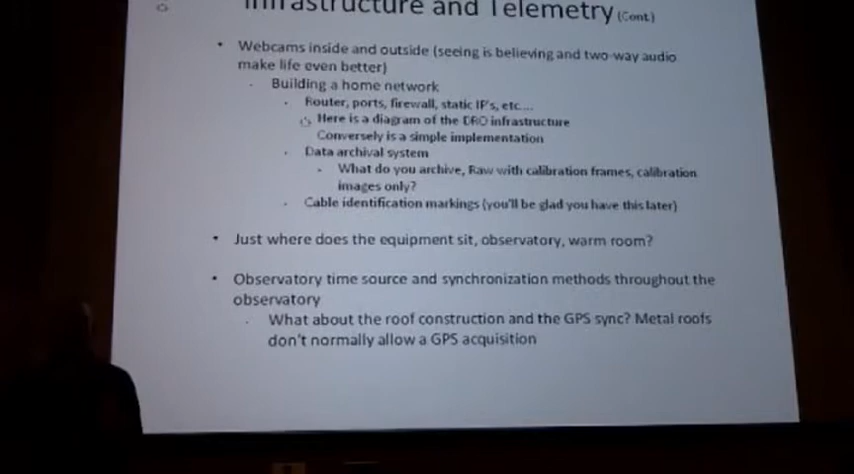 Infrastructure and Telemetry (Cont)
• Webcams inside and outside (seeing is believing and two-way audio
make life even better)
- Building a home network
- Router, ports, firewall, static IP's, etc....
Here is a diagram of the DRO infrastructure
Conversely is a simple implementation
- Data archival system
• What do you archive, Raw with calibration frames, calibration
images only?
- Cable identification markings (you'll be glad you have this later)
• Just where does the equipment sit, observatory, warm room?
• Observatory time source and synchronization methods throughout the
observatory
- What about the roof construction and the GPS sync? Metal roofs
don't normally allow a GPS acquisition